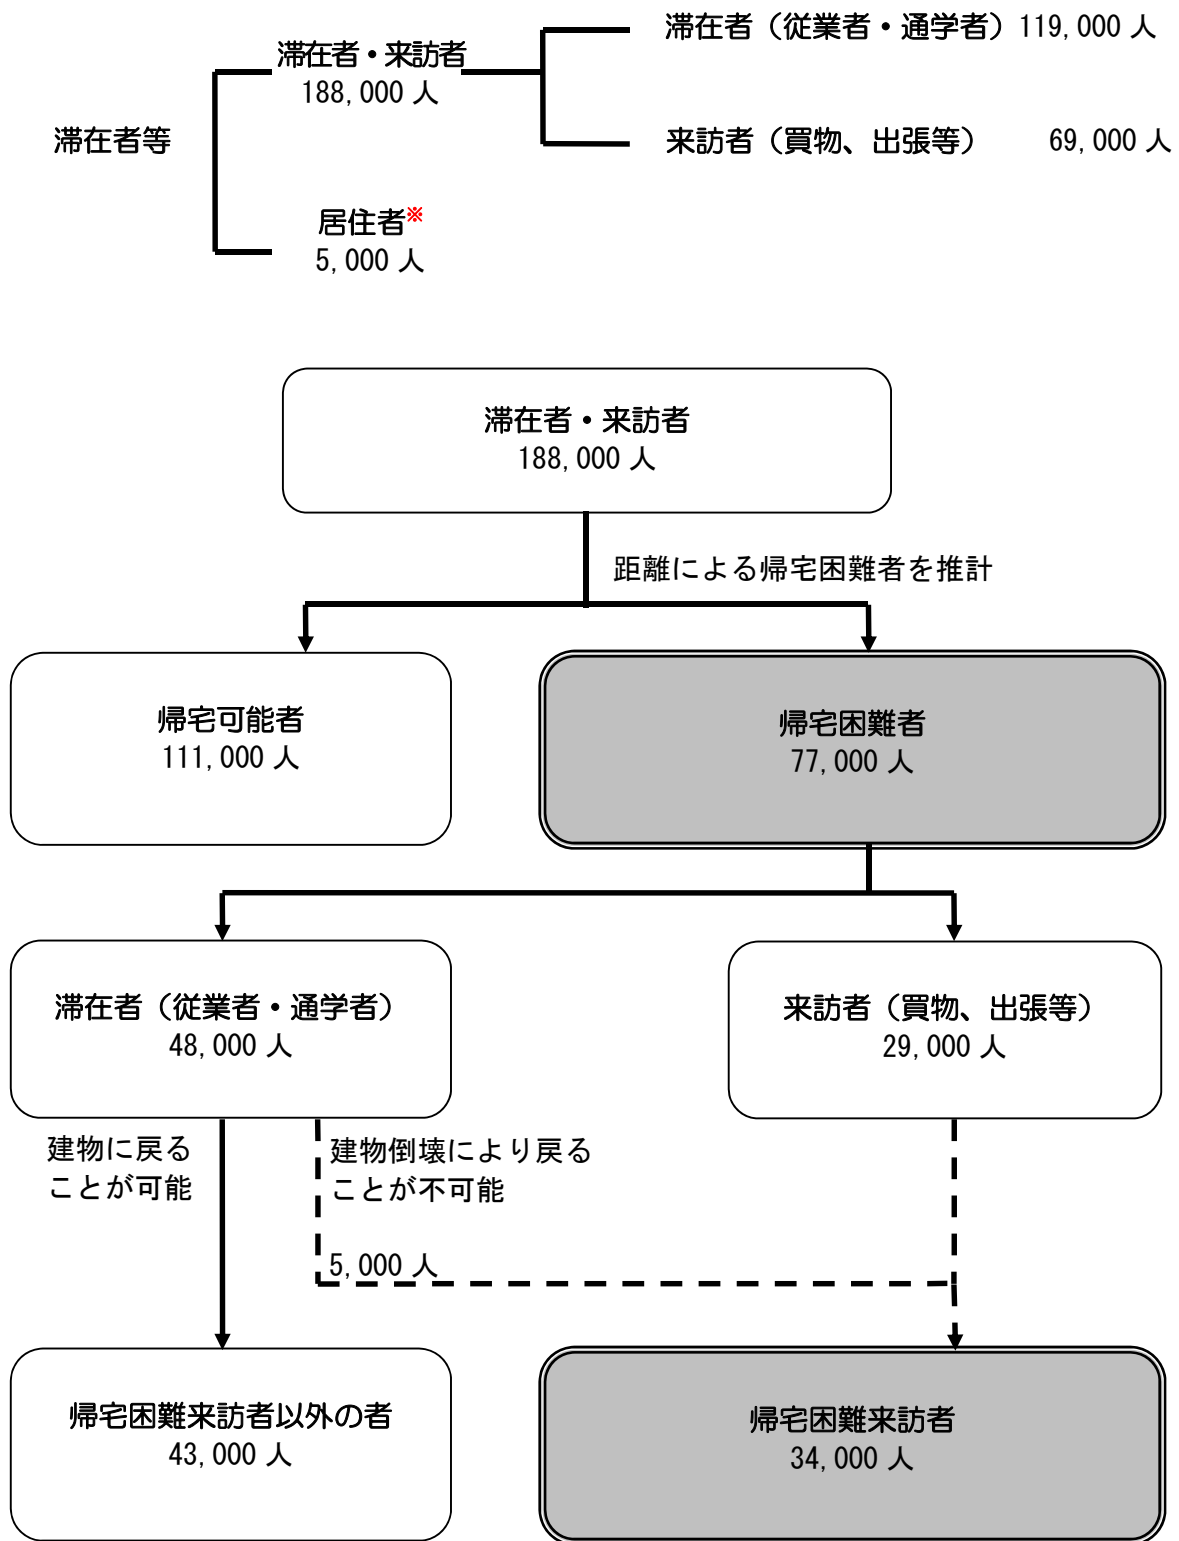 滞在者（従業者・通学者）119,000 人
滞在者・来訪者
188,000 人
滞在者等
来訪者（買物、出張等） 69,000 人
居住者※
5,000 人
滞在者・来訪者
188,000 人
距離による帰宅困難者を推計
帰宅可能者
111,000 人
帰宅困難者
77,000 人
滞在者（従業者・通学者）
48,000 人
来訪者（買物、出張等）
29,000 人
建物に戻る
ことが可能
建物倒壊により戻る
ことが不可能
5,000 人
帰宅困難来訪者以外の者
43,000 人
帰宅困難来訪者
34,000 人